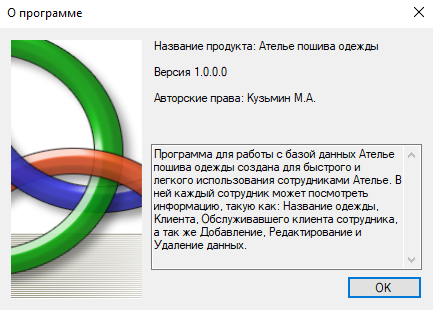 О программе
Название продукта: Ателье пошива одежды
Версия 1.0.0.0
Авторские права: Кузьмин М.А.
Программа для работы с базой данных Ателье
пошива одежды создана для быстрого и
легкого использования сотрудниками Ателье. В
ней каждый сотрудник может посмотреть
информацию, такую как: Название одежды,
Клиента, Обслуживавшего клиента сотрудника,
а так же Добавление, Редактирование и
Удаление данных.
OK